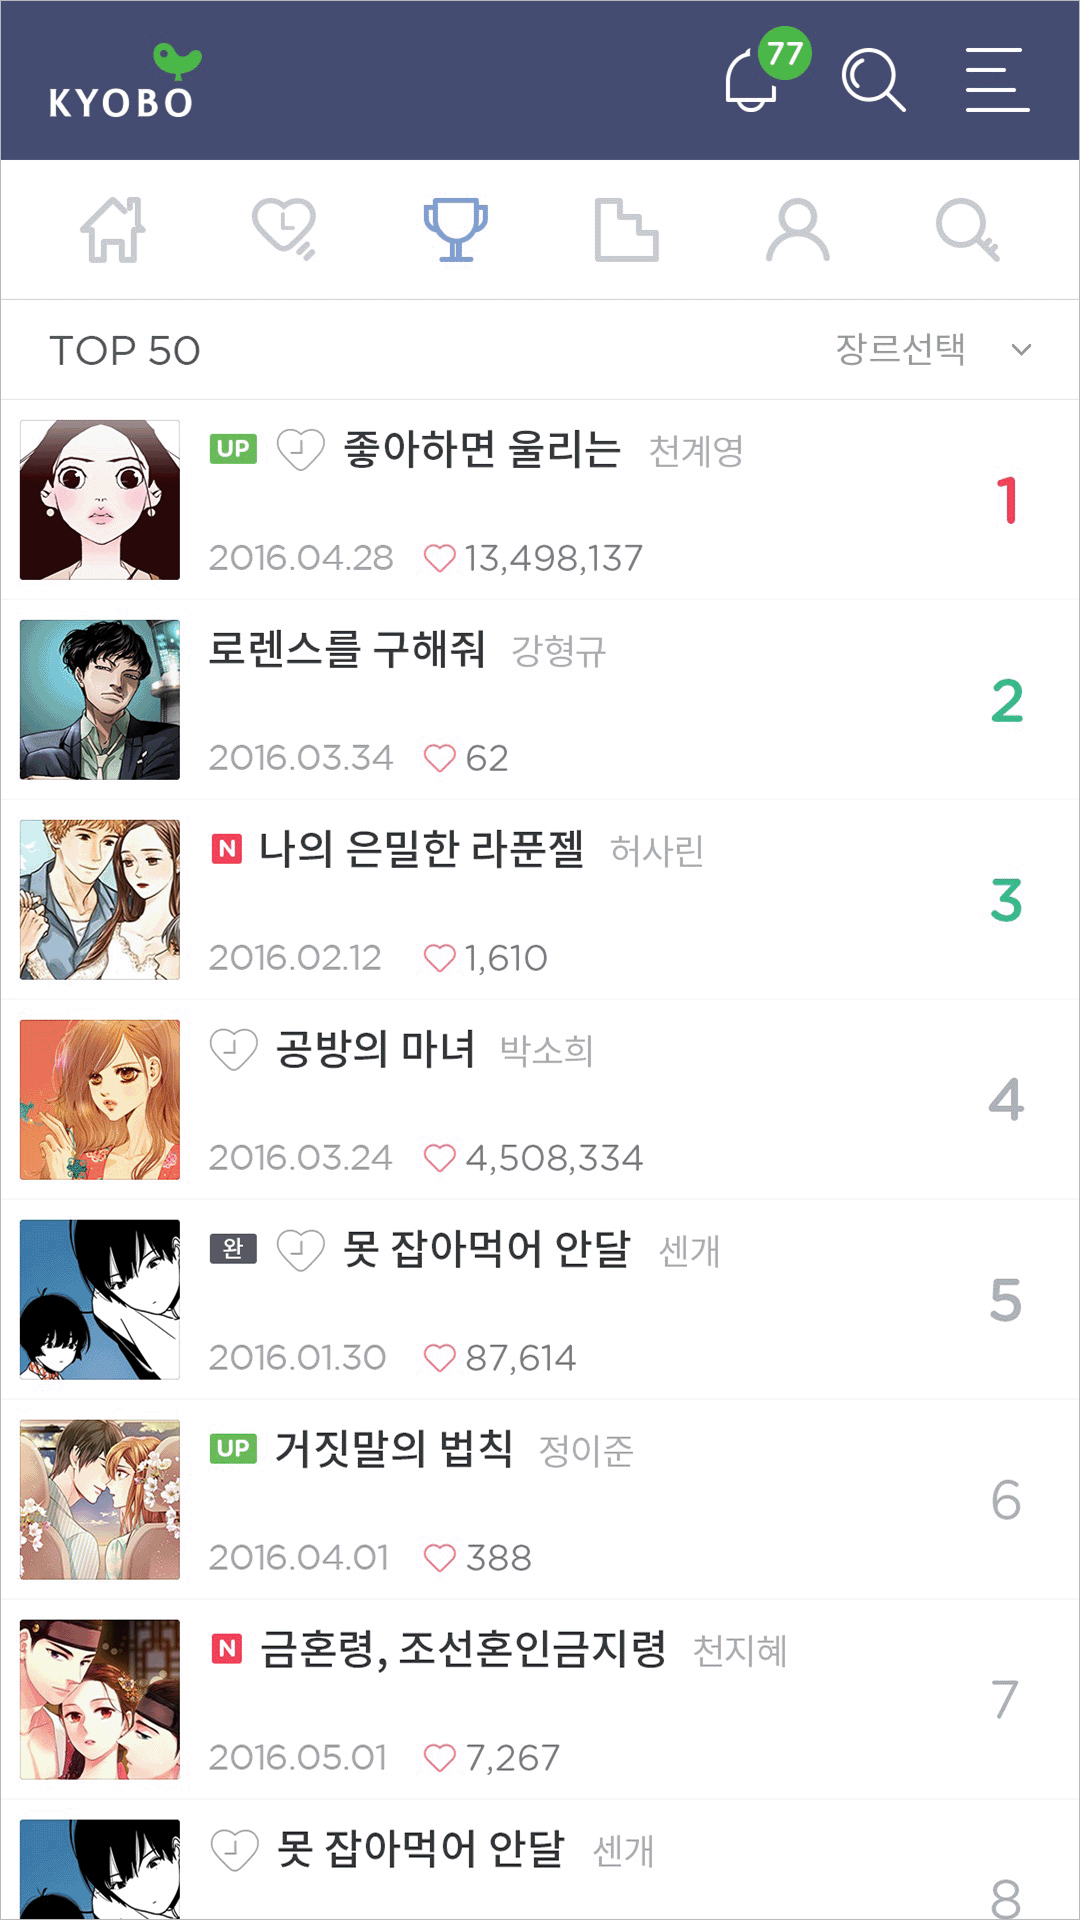 KYOBO
77
TOP 50 장르선택
UP 좋아하면 울리는 천계영
1
2016.04.28 13,498,137
로렌스를 구해줘 강형규
2
2016.03.34 62
N 나의 은밀한 라푼젤 허사린
3
2016.02.12 1,610
공방의 마녀 박소희
4
2016.03.24 4,508,334
완 못 잡아먹어 안달 센개
5
2016.01.30 87,614
UP 거짓말의 법칙 정이준
6
2016.04.01 388
N 금혼령, 조선혼인금지령 천지혜
7
2016.05.01 7,267
못 잡아먹어 안달 센개
8